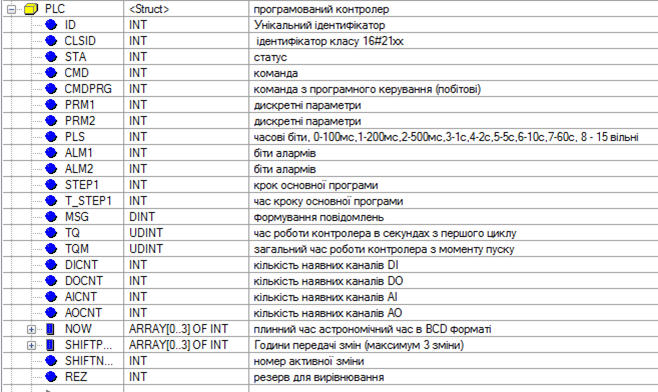 PLC <Struct> програмований контролер
ID INT Унікальний ідентифікатор
CLSID INT ідентифікатор класу 16#21xx
STA INT статус
CMD INT команда
CMDPRG INT команда з програмного керування (побітові)
PRM1 INT дискретні параметри
PRM2 INT дискретні параметри
PLS INT часові біти, 0-100мс,1-200мс,2-500мс,3-1с,4-2с,5-5с,6-10с,7-60с, 8 - 15 вільні
ALM1 INT біти алармів
ALM2 INT біти алармів
STEP1 INT крок основної програми
T_STEP1 INT час кроку основної програми
MSG DINT формування повідомлень
TQ UDINT час роботи контролера в секундах з першого циклу
TQM UDINT загальний час роботи контролера з моменту пуску
DICNT INT кількість наявних каналів DI
DOCNT INT кількість наявних каналів DO
AICNT INT кількість наявних каналів AI
AOCNT INT кількість наявних каналів AO
NOW ARRAY[0..3] OF INT плинний час астрономічний час в BCD форматі
SHIFTP... ARRAY[0..3] OF INT Години передачі змін (максимум 3 зміни)
SHIFTN... INT номер активної зміни
REZ INT резерв для вирівнювання